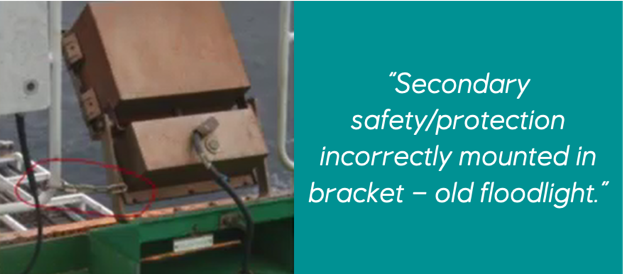 “Secondary
safety/protection
incorrectly mounted in
bracket – old floodlight.”